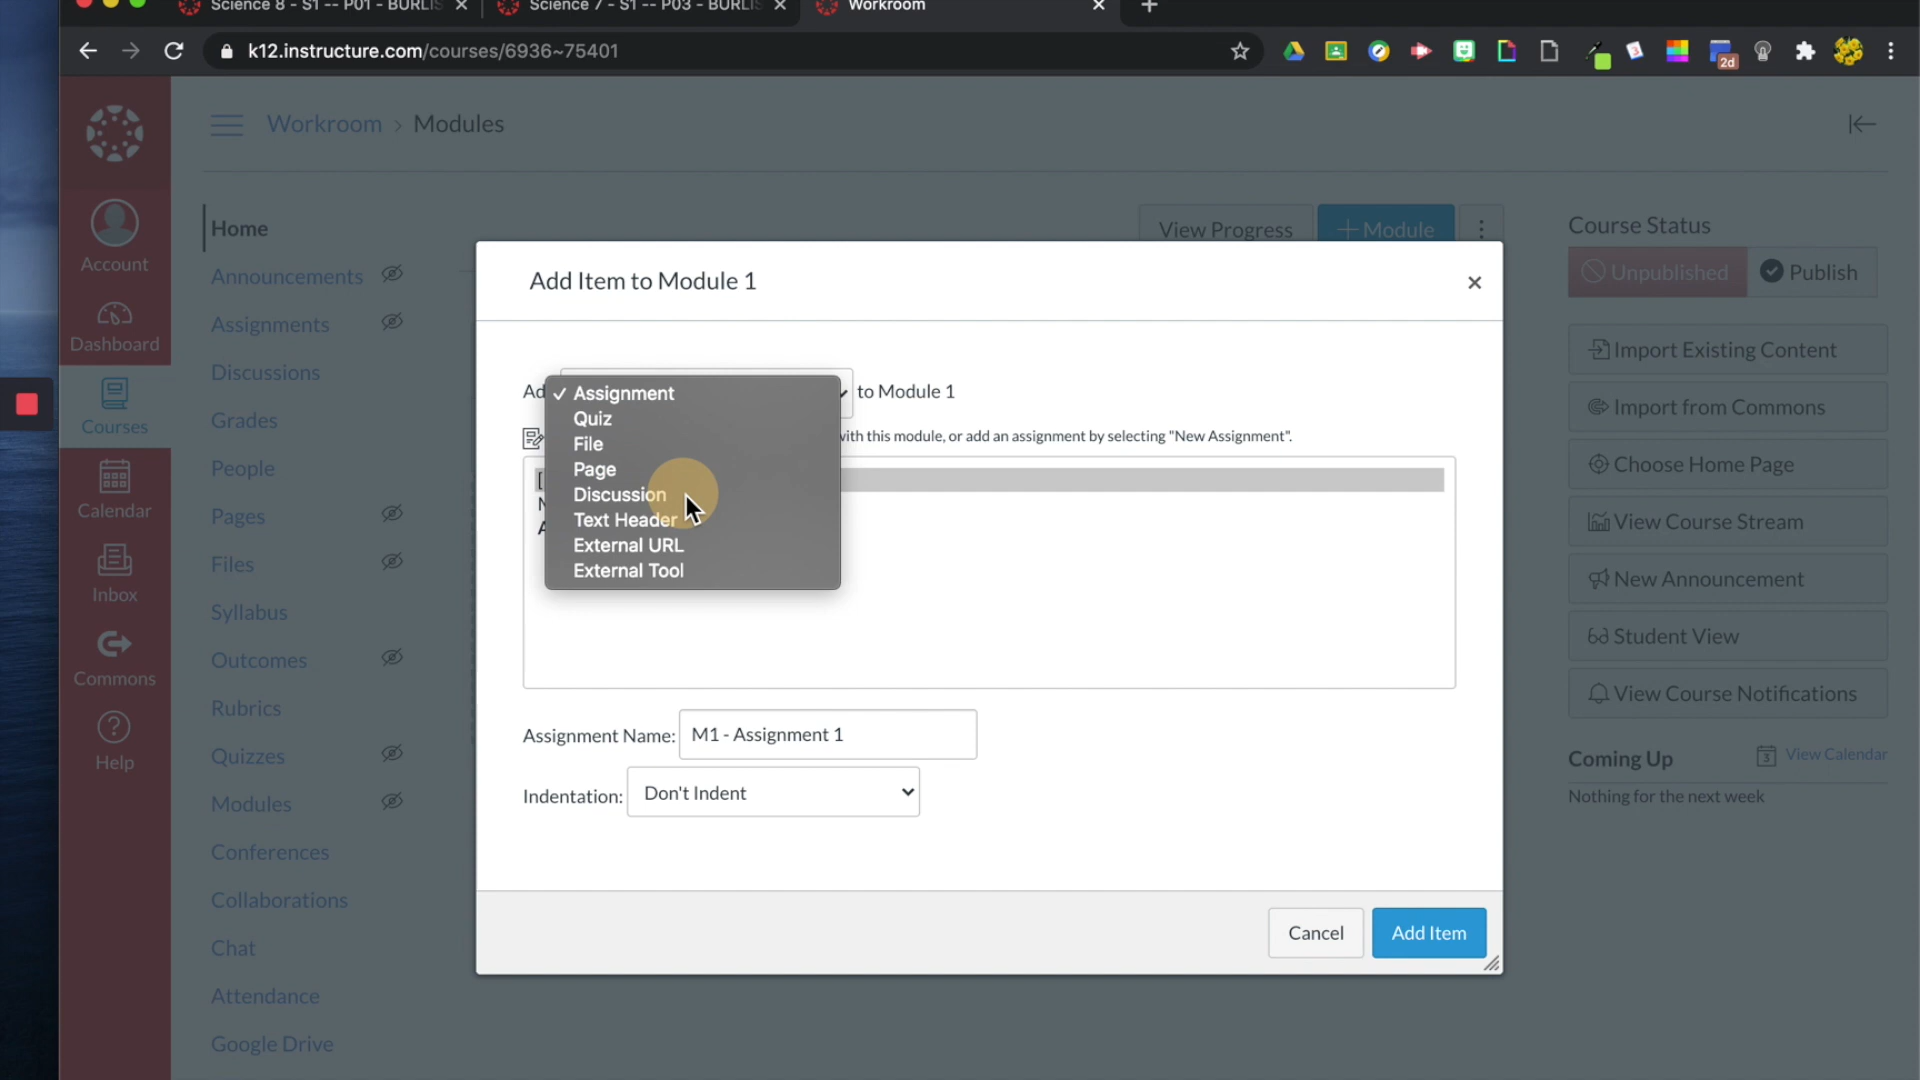 Science 8 - S1 -- P01 - BURLIS
Science 7 - S1 -- P03 - BURLIS
Workroom
k12.instructure.com/courses/6936~75401
2d
Workroom > Modules
Account
Dashboard
Courses
Calendar
Inbox
Commons
Help
Home
Announcements
Assignments
Discussions
Grades
People
Pages
Files
Syllabus
Outcomes
Rubrics
Quizzes
Modules
Conferences
Collaborations
Chat
Attendance
Google Drive
View Progress
+ Module
Add Item to Module 1
Ad
to Module 1
Assignment
Quiz
File
Page
Discussion
Text Header
External URL
External Tool
with this module, or add an assignment by selecting "New Assignment".
[
Assignment Name: M1 - Assignment 1
Indentation: Don't Indent
Cancel
Add Item
Course Status
Unpublished
Publish
Import Existing Content
Import from Commons
Choose Home Page
View Course Stream
New Announcement
Student View
View Course Notifications
Coming Up
3 View Calendar
Nothing for the next week